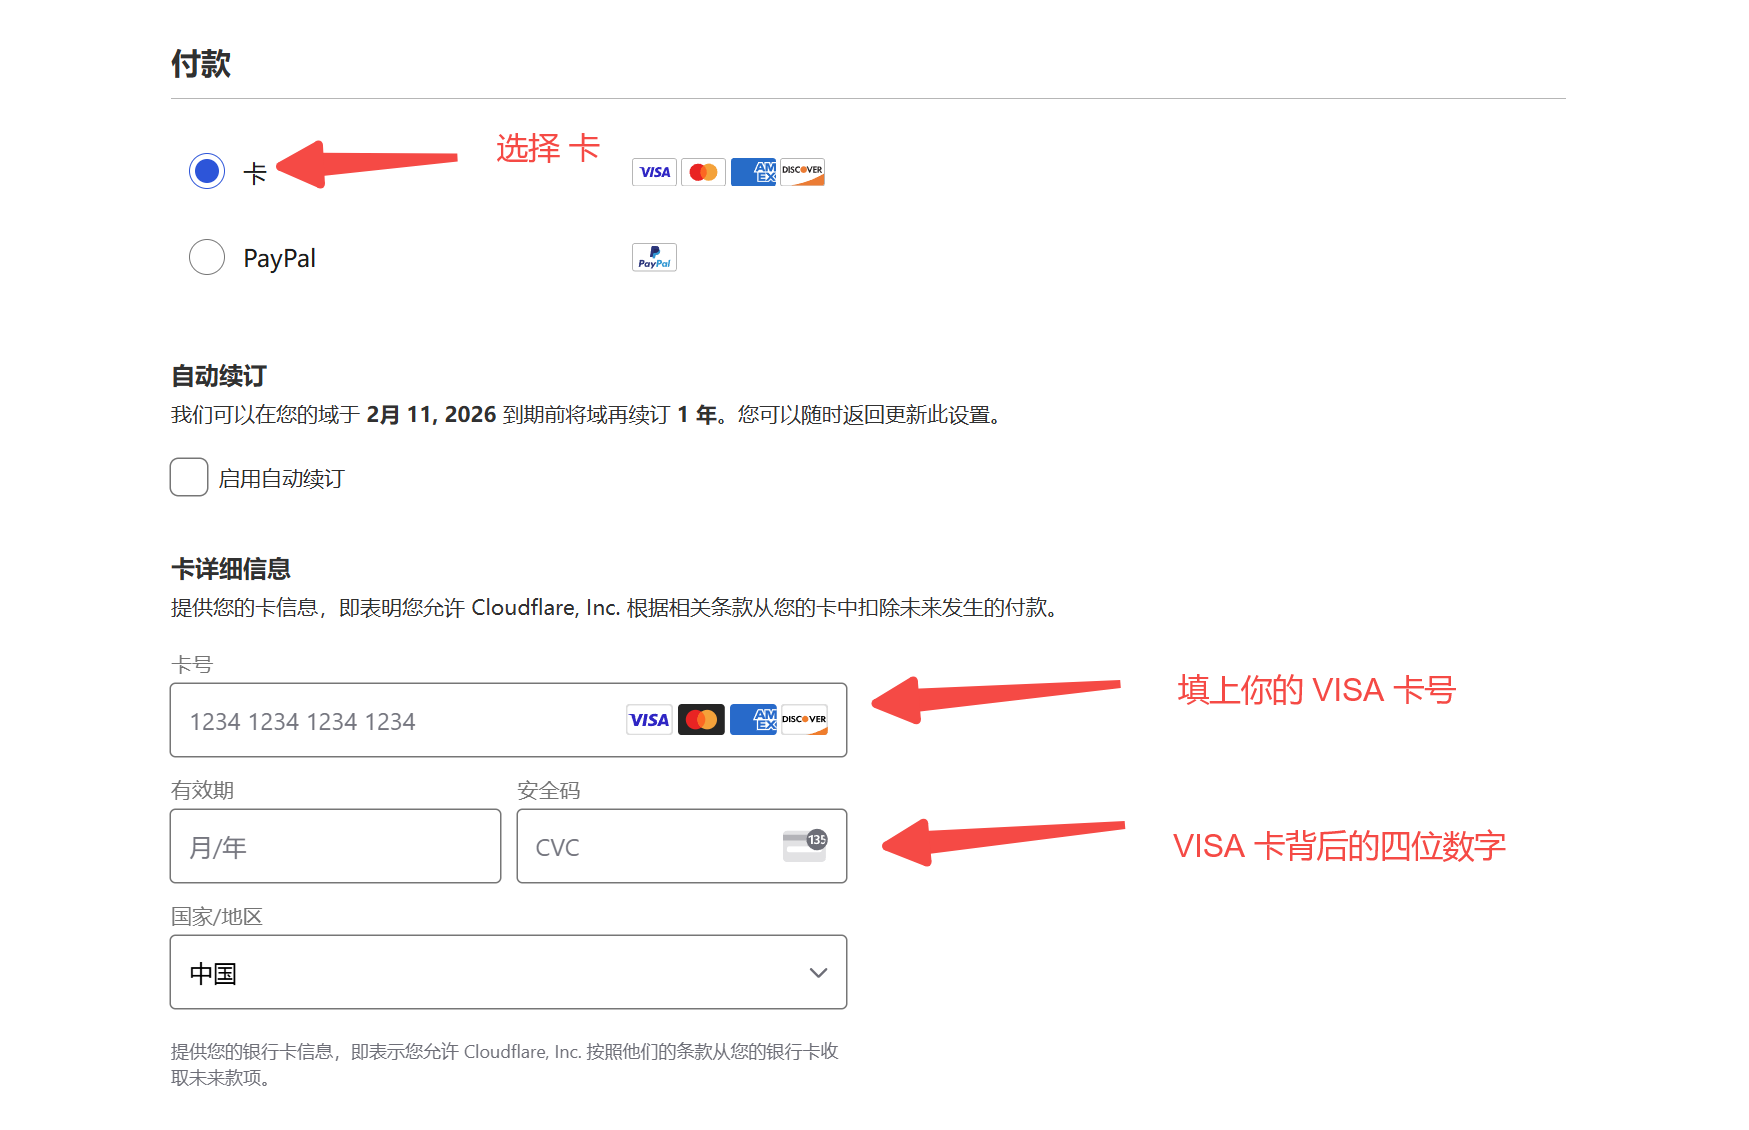 付款
选择 卡
卡
VISA
AM
EX
DISCOVER
PayPal
PayPal
自动续订
我们可以在您的域于 2月 11, 2026 到期前将域再续订 1 年。您可以随时返回更新此设置。
启用自动续订
卡详细信息
提供您的卡信息，即表明您允许 Cloudflare, Inc. 根据相关条款从您的卡中扣除未来发生的付款。
卡号
填上你的 VISA 卡号
1234 1234 1234 1234
VISA
AM
EX
DISCOVER
有效期
安全码
月/年
CVC
135
VISA 卡背后的四位数字
国家/地区
中国
提供您的银行卡信息，即表示您允许 Cloudflare, Inc. 按照他们的条款从您的银行卡收
取未来款项。